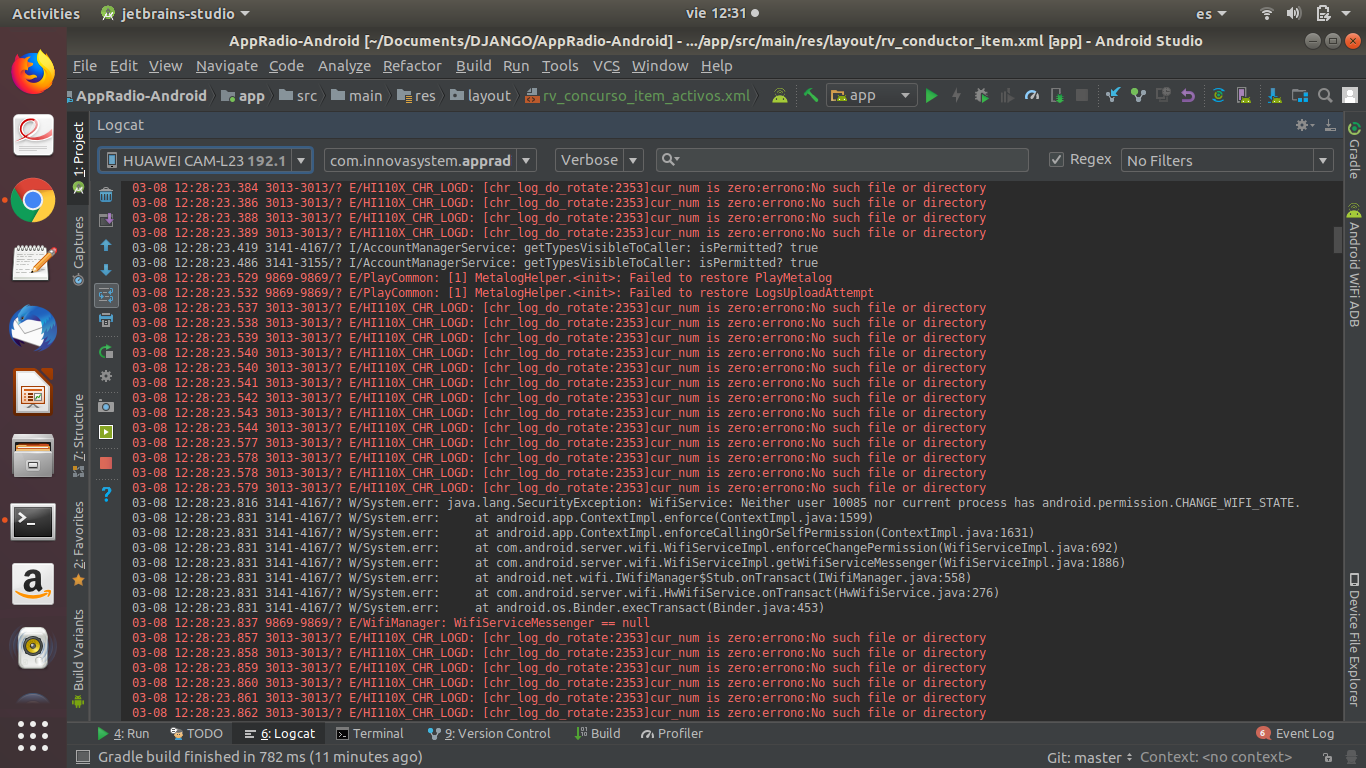 Activities
jetbrains-studio
vie 12:31
es
AppRadio-Android [~/Documents/DJANGO/AppRadio-Android] - .../app/src/main/res/layout/rv_conductor_item.xml [app] - Android Studio
File Edit View Navigate Code Analyze Refactor Build Run Tools VCS Window Help
AppRadio-Android app src main res layout rv_concurso_item_activos.xml app
Logcat
HUAWEI CAM-L23 192.1 com.innovasystem.apprad Verbose Regex No Filters
03-08 12:28:23.384 3013-3013/? E/HI110X_CHR_LOGD: [chr_log_do_rotate:2353]cur_num is zero:errono:No such file or directory
03-08 12:28:23.386 3013-3013/? E/HI110X_CHR_LOGD: [chr_log_do_rotate:2353]cur_num is zero:errono:No such file or directory
03-08 12:28:23.388 3013-3013/? E/HI110X_CHR_LOGD: [chr_log_do_rotate:2353]cur_num is zero:errono:No such file or directory
03-08 12:28:23.389 3013-3013/? E/HI110X_CHR_LOGD: [chr_log_do_rotate:2353]cur_num is zero:errono:No such file or directory
03-08 12:28:23.419 3141-4167/? I/AccountManagerService: getTypesVisibleToCaller: isPermitted? true
03-08 12:28:23.486 3141-3155/? I/AccountManagerService: getTypesVisibleToCaller: isPermitted? true
03-08 12:28:23.529 9869-9869/? E/PlayCommon: [1] MetalogHelper.<init>: Failed to restore PlayMetalog
03-08 12:28:23.532 9869-9869/? E/PlayCommon: [1] MetalogHelper.<init>: Failed to restore LogsUploadAttempt
03-08 12:28:23.537 3013-3013/? E/HI110X_CHR_LOGD: [chr_log_do_rotate:2353]cur_num is zero:errono:No such file or directory
03-08 12:28:23.538 3013-3013/? E/HI110X_CHR_LOGD: [chr_log_do_rotate:2353]cur_num is zero:errono:No such file or directory
03-08 12:28:23.539 3013-3013/? E/HI110X_CHR_LOGD: [chr_log_do_rotate:2353]cur_num is zero:errono:No such file or directory
03-08 12:28:23.540 3013-3013/? E/HI110X_CHR_LOGD: [chr_log_do_rotate:2353]cur_num is zero:errono:No such file or directory
03-08 12:28:23.540 3013-3013/? E/HI110X_CHR_LOGD: [chr_log_do_rotate:2353]cur_num is zero:errono:No such file or directory
03-08 12:28:23.541 3013-3013/? E/HI110X_CHR_LOGD: [chr_log_do_rotate:2353]cur_num is zero:errono:No such file or directory
03-08 12:28:23.542 3013-3013/? E/HI110X_CHR_LOGD: [chr_log_do_rotate:2353]cur_num is zero:errono:No such file or directory
03-08 12:28:23.543 3013-3013/? E/HI110X_CHR_LOGD: [chr_log_do_rotate:2353]cur_num is zero:errono:No such file or directory
03-08 12:28:23.544 3013-3013/? E/HI110X_CHR_LOGD: [chr_log_do_rotate:2353]cur_num is zero:errono:No such file or directory
03-08 12:28:23.577 3013-3013/? E/HI110X_CHR_LOGD: [chr_log_do_rotate:2353]cur_num is zero:errono:No such file or directory
03-08 12:28:23.578 3013-3013/? E/HI110X_CHR_LOGD: [chr_log_do_rotate:2353]cur_num is zero:errono:No such file or directory
03-08 12:28:23.578 3013-3013/? E/HI110X_CHR_LOGD: [chr_log_do_rotate:2353]cur_num is zero:errono:No such file or directory
03-08 12:28:23.579 3013-3013/? E/HI110X_CHR_LOGD: [chr_log_do_rotate:2353]cur_num is zero:errono:No such file or directory
03-08 12:28:23.816 3141-4167/? W/System.err: java.lang.SecurityException: WifiService: Neither user 10085 nor current process has android.permission.CHANGE_WIFI_STATE.
03-08 12:28:23.831 3141-4167/? W/System.err:     at android.app.ContextImpl.enforce(ContextImpl.java:1599)
03-08 12:28:23.831 3141-4167/? W/System.err:     at android.app.ContextImpl.enforceCallingOrSelfPermission(ContextImpl.java:1631)
03-08 12:28:23.831 3141-4167/? W/System.err:     at com.android.server.wifi.WifiServiceImpl.enforceChangePermission(WifiServiceImpl.java:692)
03-08 12:28:23.831 3141-4167/? W/System.err:     at com.android.server.wifi.WifiServiceImpl.getWifiServiceMessenger(WifiServiceImpl.java:1886)
03-08 12:28:23.831 3141-4167/? W/System.err:     at android.net.wifi.IWifiManager$Stub.onTransact(IWifiManager.java:558)
03-08 12:28:23.831 3141-4167/? W/System.err:     at com.android.server.wifi.HwWifiService.onTransact(HwWifiService.java:276)
03-08 12:28:23.831 3141-4167/? W/System.err:     at android.os.Binder.execTransact(Binder.java:453)
03-08 12:28:23.837 9869-9869/? E/WifiManager: WifiServiceMessenger == null
03-08 12:28:23.857 3013-3013/? E/HI110X_CHR_LOGD: [chr_log_do_rotate:2353]cur_num is zero:errono:No such file or directory
03-08 12:28:23.858 3013-3013/? E/HI110X_CHR_LOGD: [chr_log_do_rotate:2353]cur_num is zero:errono:No such file or directory
03-08 12:28:23.859 3013-3013/? E/HI110X_CHR_LOGD: [chr_log_do_rotate:2353]cur_num is zero:errono:No such file or directory
03-08 12:28:23.860 3013-3013/? E/HI110X_CHR_LOGD: [chr_log_do_rotate:2353]cur_num is zero:errono:No such file or directory
03-08 12:28:23.861 3013-3013/? E/HI110X_CHR_LOGD: [chr_log_do_rotate:2353]cur_num is zero:errono:No such file or directory
03-08 12:28:23.862 3013-3013/? E/HI110X_CHR_LOGD: [chr_log_do_rotate:2353]cur_num is zero:errono:No such file or directory
1: Project
Captures
7: Structure
2: Favorites
Build Variants
Gradle
Android WiFi ADB
Device File Explorer
4: Run TODO 6: Logcat Terminal 9: Version Control Build Profiler 6 Event Log
Gradle build finished in 782 ms (11 minutes ago) Git: master Context: <no context>